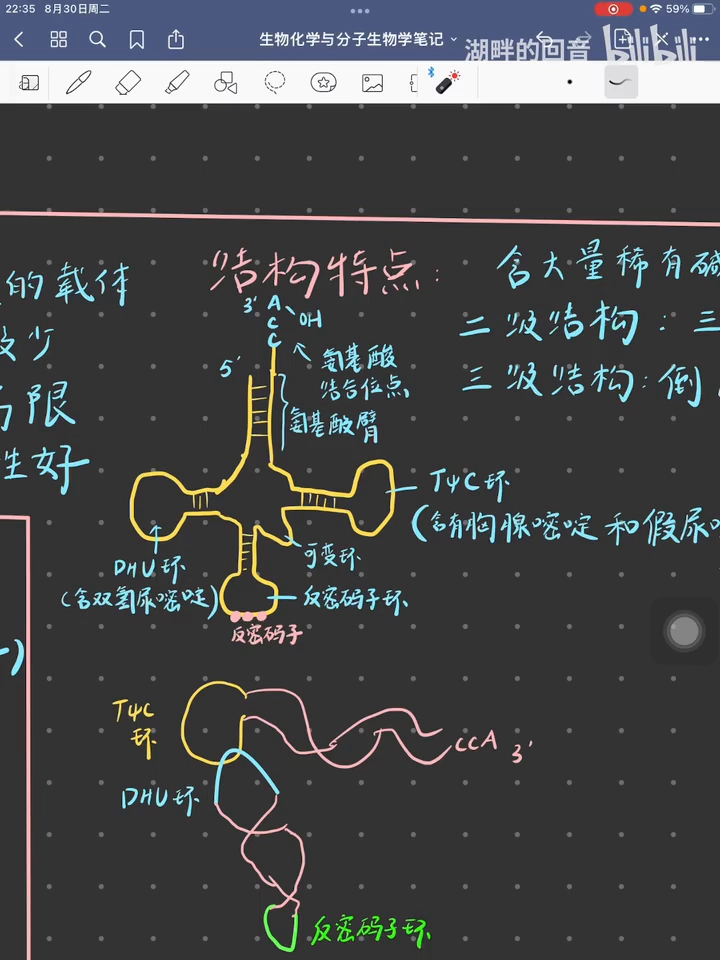 22:35 8月30日周二
59%
生物化学与分子生物学笔记
湖畔的回音 bilibili
的载体
结构特点：
含大量稀有碱
较少
二级结构：三
有限
三级结构：倒
性好
3' A OH
C
C
5'
氨基酸
结合位点
氨基酸臂
TψC环
(含有胸腺嘧啶和假尿嘧
可变环
DHU环
(含双氢尿嘧啶)
反密码子环
反密码子
TψC
环
CCA 3'
DHU环
反密码子环